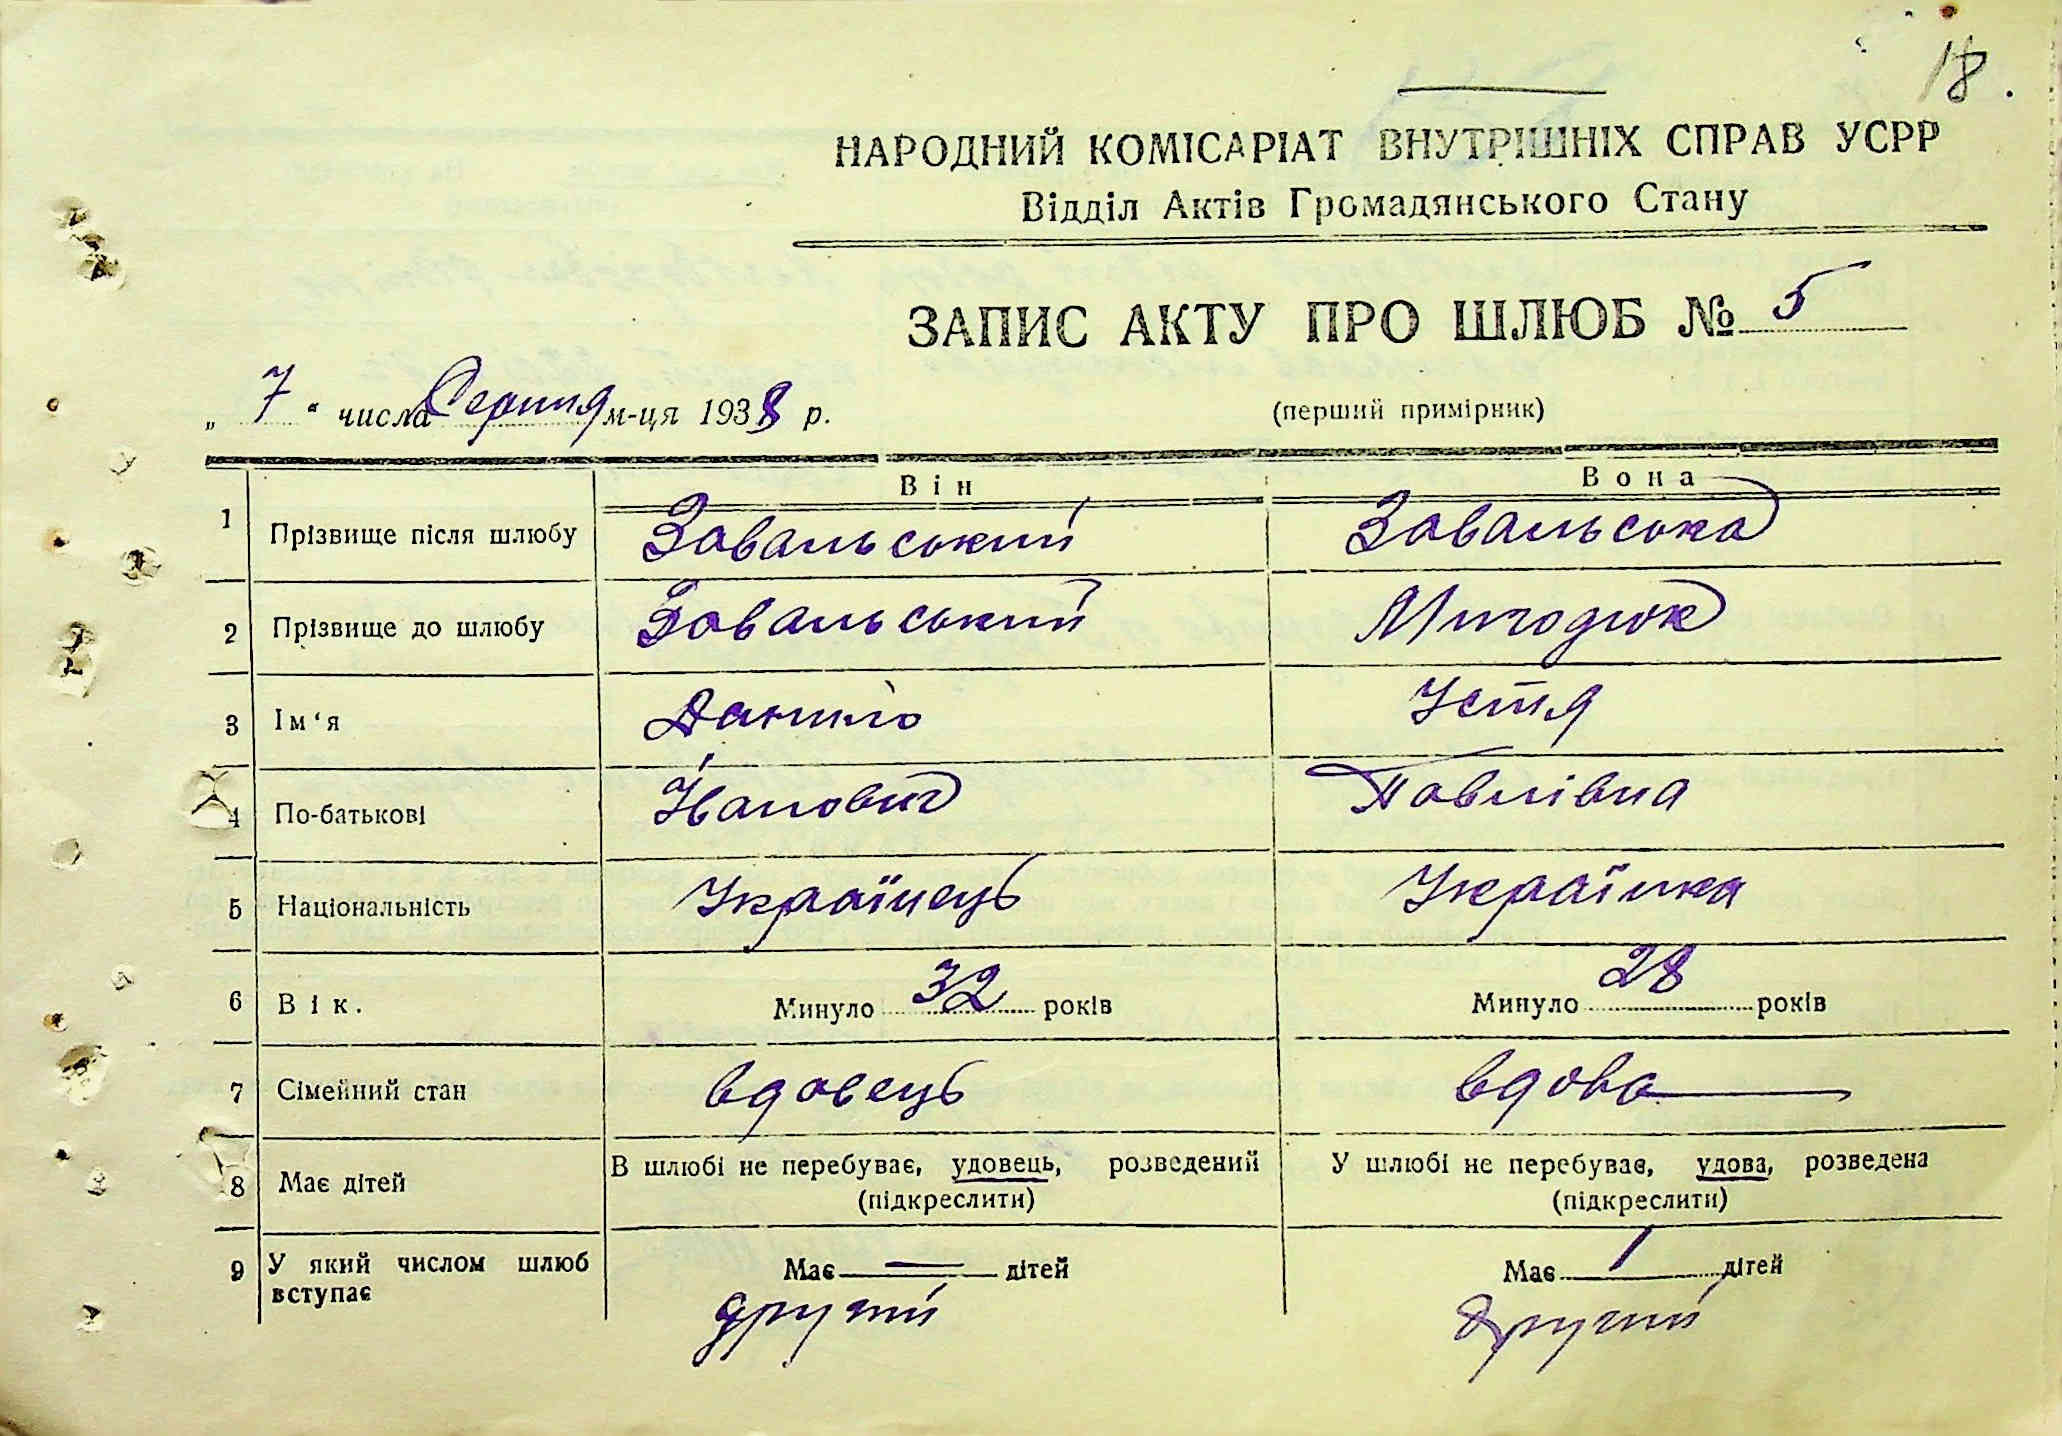 18.
НАРОДНИЙ КОМІСАРІАТ ВНУТРІШНІХ СПРАВ УСРР
Відділ Актів Громадянського Стану
ЗАПИС АКТУ ПРО ШЛЮБ № 5
„ 7 “ числа Серпня м-ця 1938 р.
(перший примірник)
Він Вона
1 Прізвище після шлюбу Завальський Завальська
2 Прізвище до шлюбу Завальський
3 Ім‘я Данило Устя
4 По-батькові Іванович Павлівна
5 Національність Українець Українка
6 Вік. Минуло 32 років Минуло 28 років
7 Сімейний стан вдовець вдова
8 Має дітей В шлюбі не перебуває, удовець, розведений У шлюбі не перебуває, удова, розведена
(підкреслити) (підкреслити)
9 У який числом шлюб вступає Має — дітей Має 1 дітей
другий другий